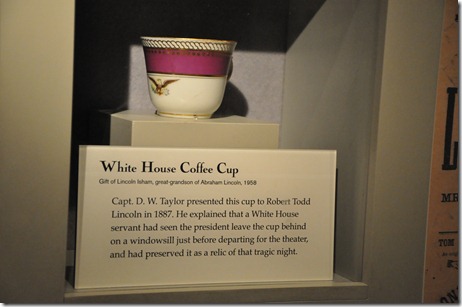 White House Coffee Cup
Gift of Lincoln Isham, great-grandson of Abraham Lincoln, 1958
Capt. D. W. Taylor presented this cup to Robert Todd
Lincoln in 1887. He explained that a White House
servant had seen the president leave the cup behind
on a windowsill just before departing for the theater,
and had preserved it as a relic of that tragic night.
L
MR
TOM